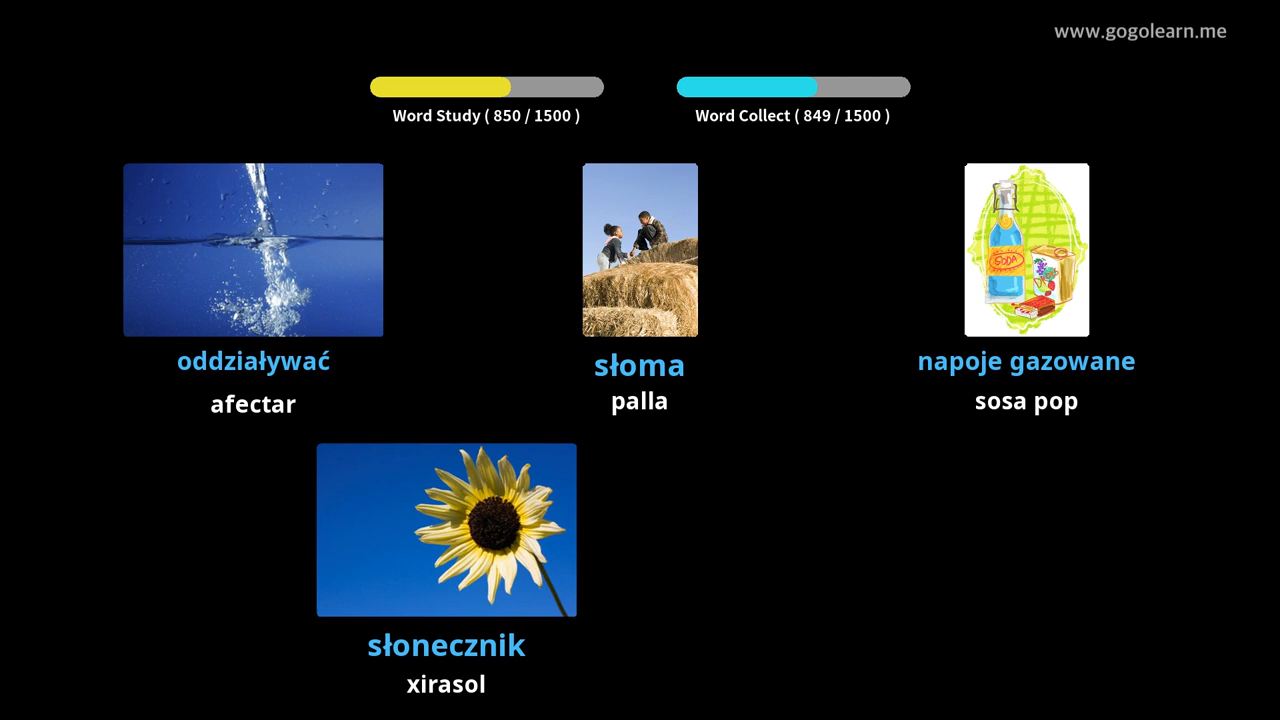 www.gogolearn.me
Word Study ( 850 / 1500 )
Word Collect ( 849 / 1500 )
SODA
oddziaływać
słoma
napoje gazowane
afectar
palla
sosa pop
słonecznik
xirasol